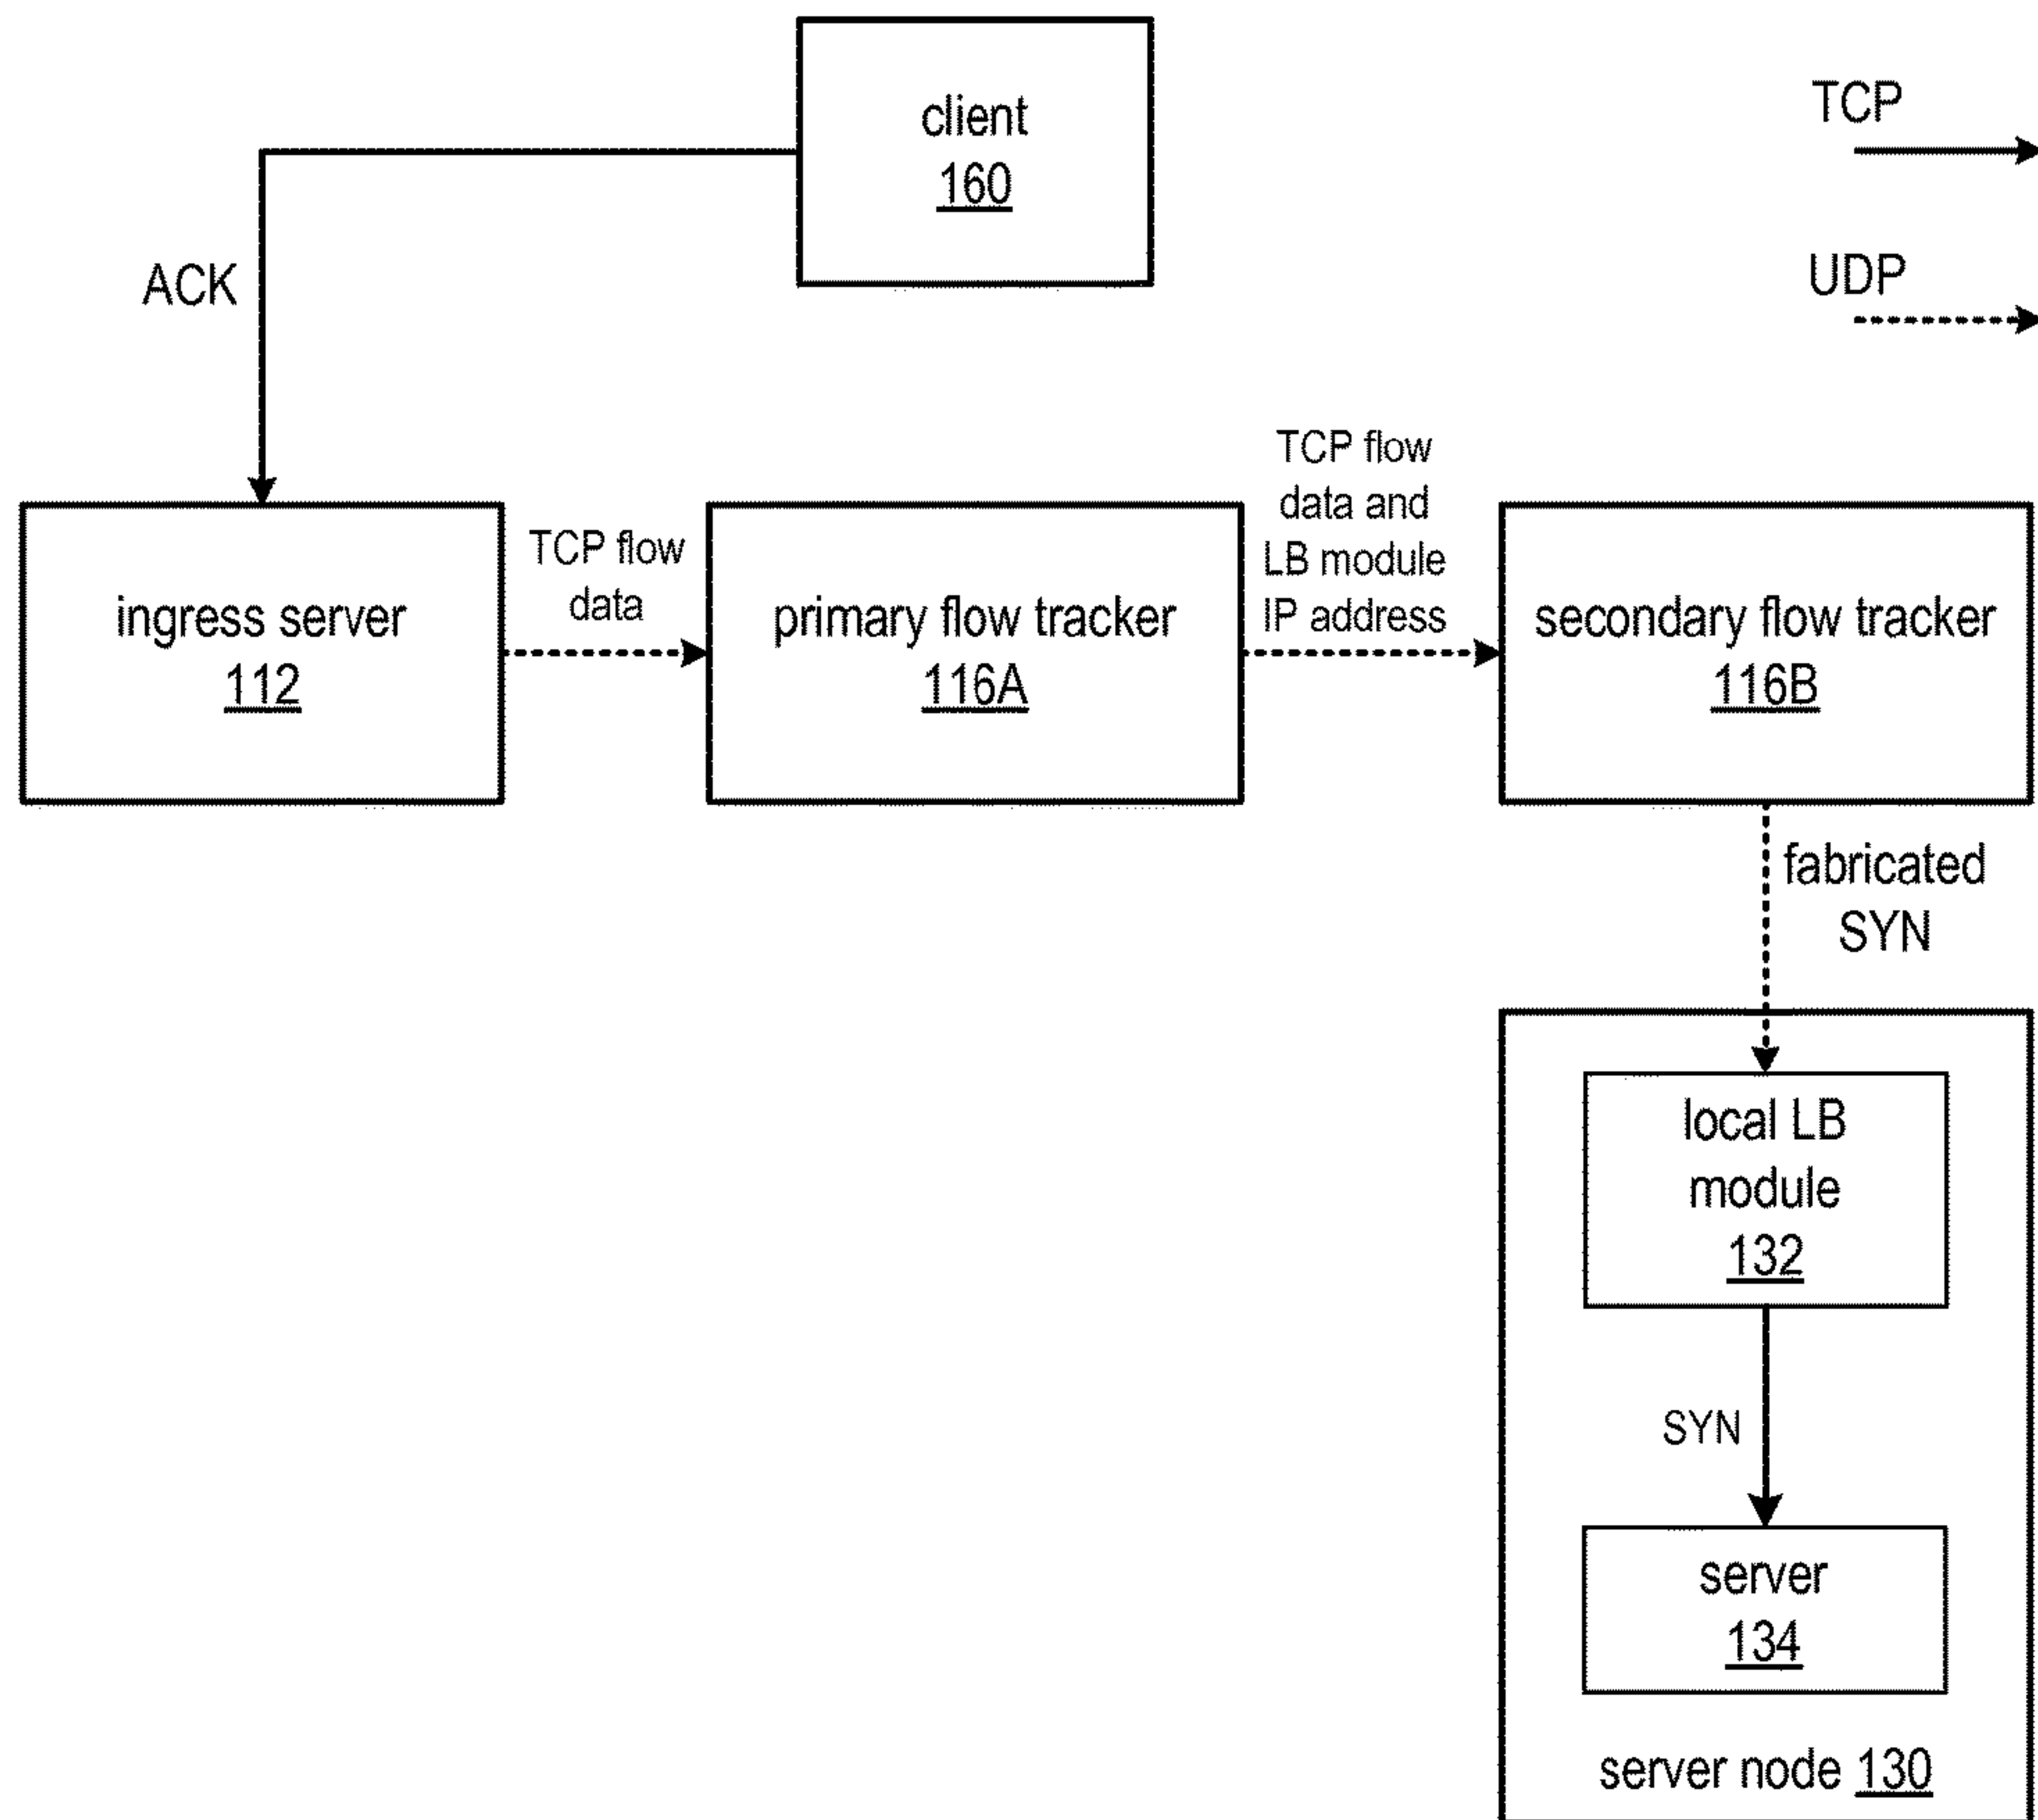 client
160
TCP
UDP
ACK
ingress server
112
TCP flow
data
primary flow tracker
116A
TCP flow
data and
LB module
IP address
secondary flow tracker
116B
fabricated
SYN
local LB
module
132
SYN
server
134
server node 130